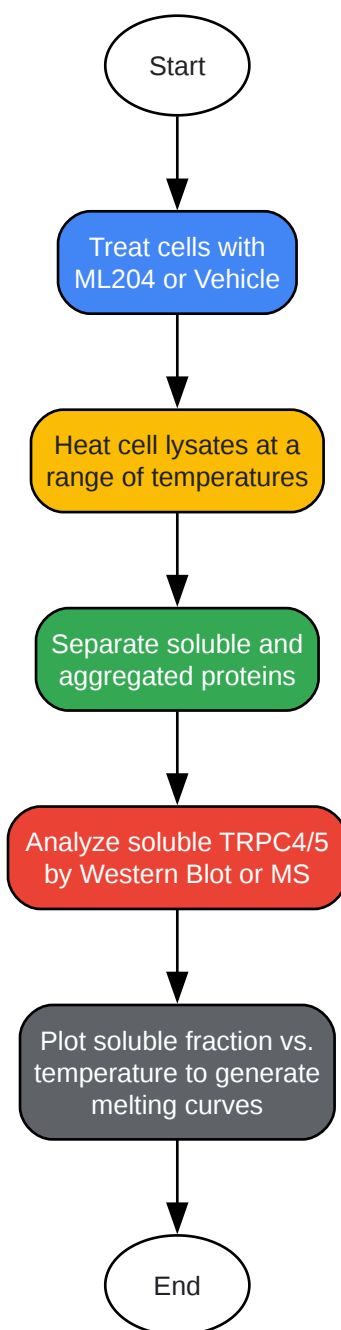 Start
Treat cells with
ML204 or Vehicle
Heat cell lysates at a
range of temperatures
Separate soluble and
aggregated proteins
Analyze soluble TRPC4/5
by Western Blot or MS
Plot soluble fraction vs.
temperature to generate
melting curves
End